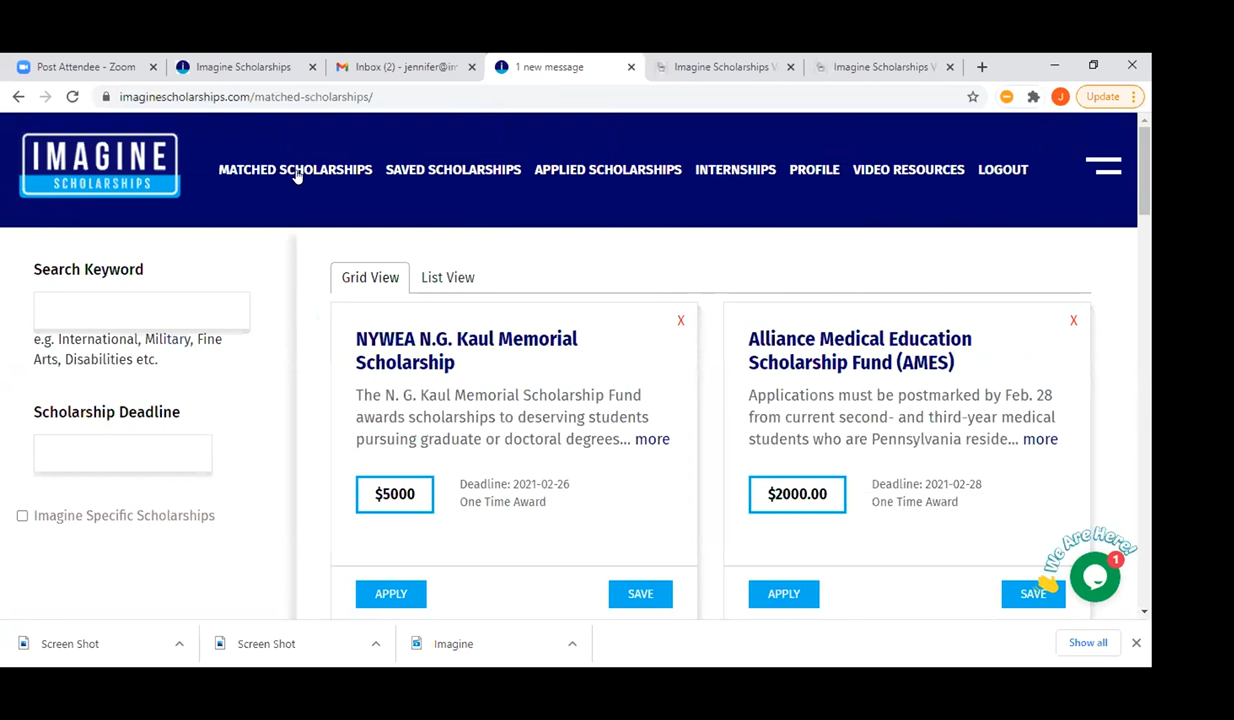 Post Attendee - Zoom
Imagine Scholarships
Inbox (2) - jennifer@im
1 new message
Imagine Scholarships V
Imagine Scholarships V
imaginescholarships.com/matched-scholarships/
J
Update
IMAGINE
SCHOLARSHIPS
MATCHED SCHOLARSHIPS
SAVED SCHOLARSHIPS
APPLIED SCHOLARSHIPS
INTERNSHIPS
PROFILE
VIDEO RESOURCES
LOGOUT
Search Keyword
e.g. International, Military, Fine
Arts, Disabilities etc.
Scholarship Deadline
Imagine Specific Scholarships
Grid View
List View
X
NYWEA N.G. Kaul Memorial
Scholarship
The N. G. Kaul Memorial Scholarship Fund
awards scholarships to deserving students
pursuing graduate or doctoral degrees... more
$5000
Deadline: 2021-02-26
One Time Award
APPLY
SAVE
X
Alliance Medical Education
Scholarship Fund (AMES)
Applications must be postmarked by Feb. 28
from current second- and third-year medical
students who are Pennsylvania reside... more
$2000.00
Deadline: 2021-02-28
One Time Award
APPLY
SAVE
We Are Here!
1
Screen Shot
Screen Shot
Imagine
Show all